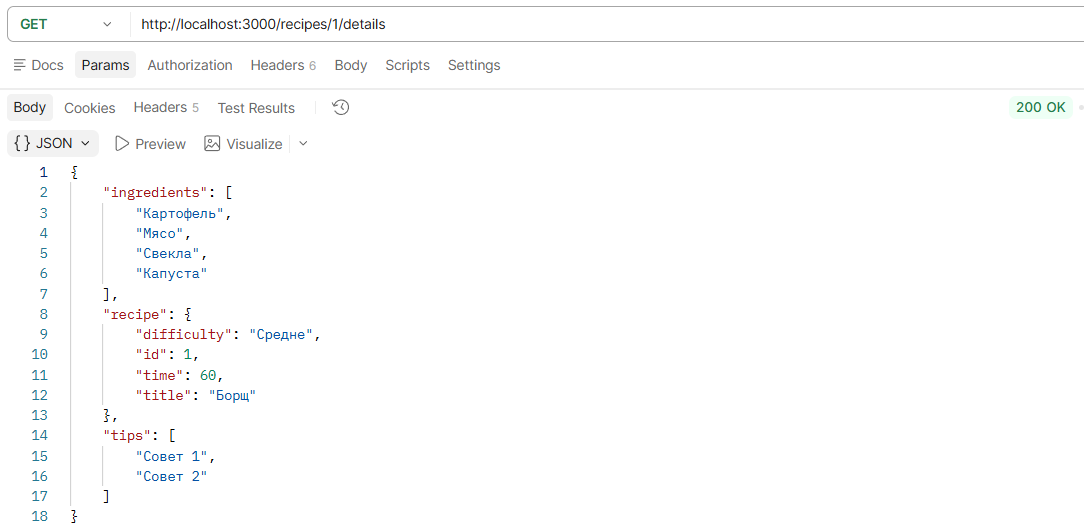 GET http://localhost:3000/recipes/1/details
Docs Params Authorization Headers 6 Body Scripts Settings
Body Cookies Headers 5 Test Results 200 OK
{} JSON Preview Visualize
1 {
2 "ingredients": [
3 "Картофель",
4 "Мясо",
5 "Свекла",
6 "Капуста"
7 ],
8 "recipe": {
9 "difficulty": "Средне",
10 "id": 1,
11 "time": 60,
12 "title": "Борщ"
13 },
14 "tips": [
15 "Совет 1",
16 "Совет 2"
17 ]
18 }